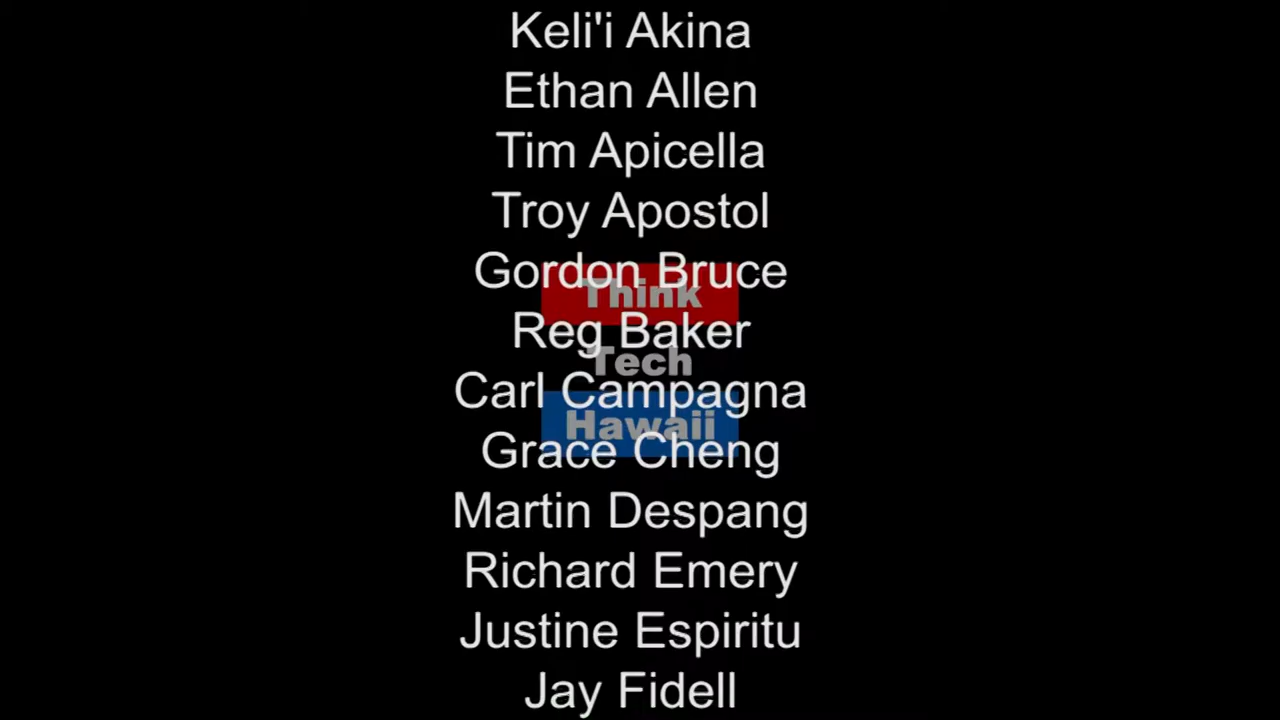 Keli'i Akina
Ethan Allen
Tim Apicella
Troy Apostol
Gordon Bruce
Think
Reg Baker
Tech
Carl Campagna
Hawaii
Grace Cheng
Martin Despang
Richard Emery
Justine Espiritu
Jay Fidell